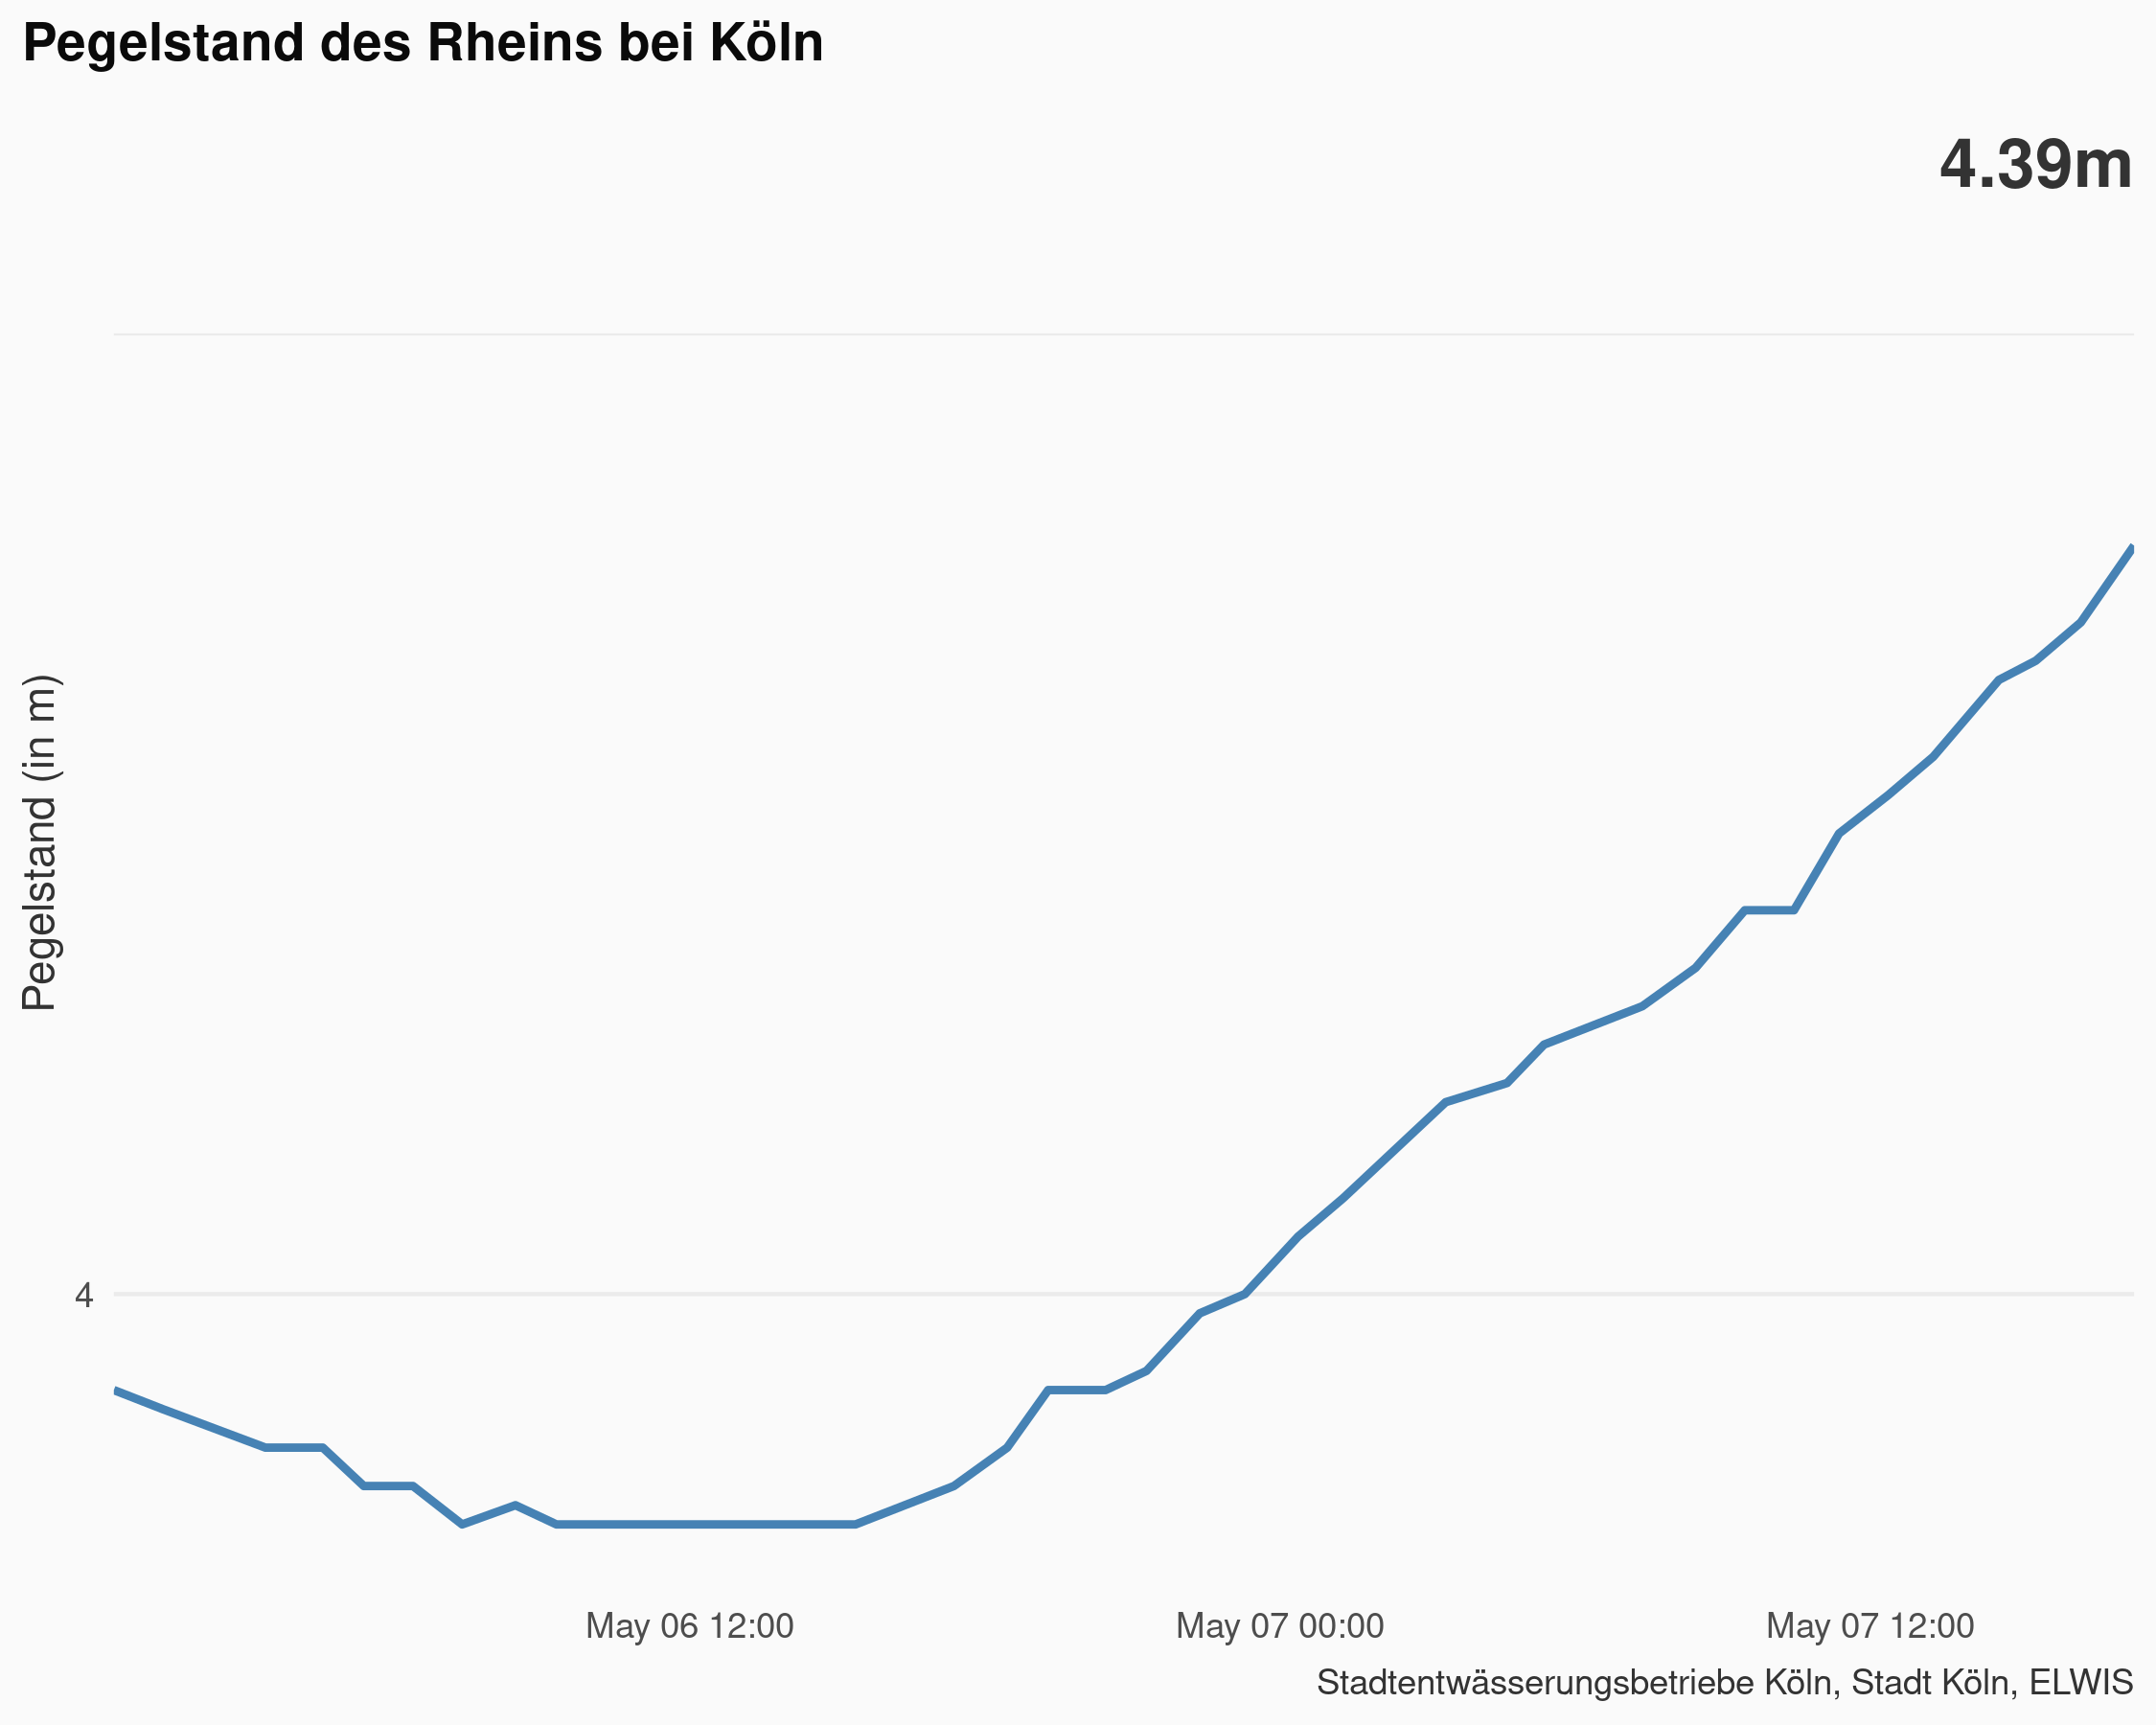 Pegelstand des Rheins bei Köln
4.39m
Pegelstand (in m)
4
May 06 12:00
May 07 00:00
May 07 12:00
Stadtentwässerungsbetriebe Köln, Stadt Köln, ELWIS